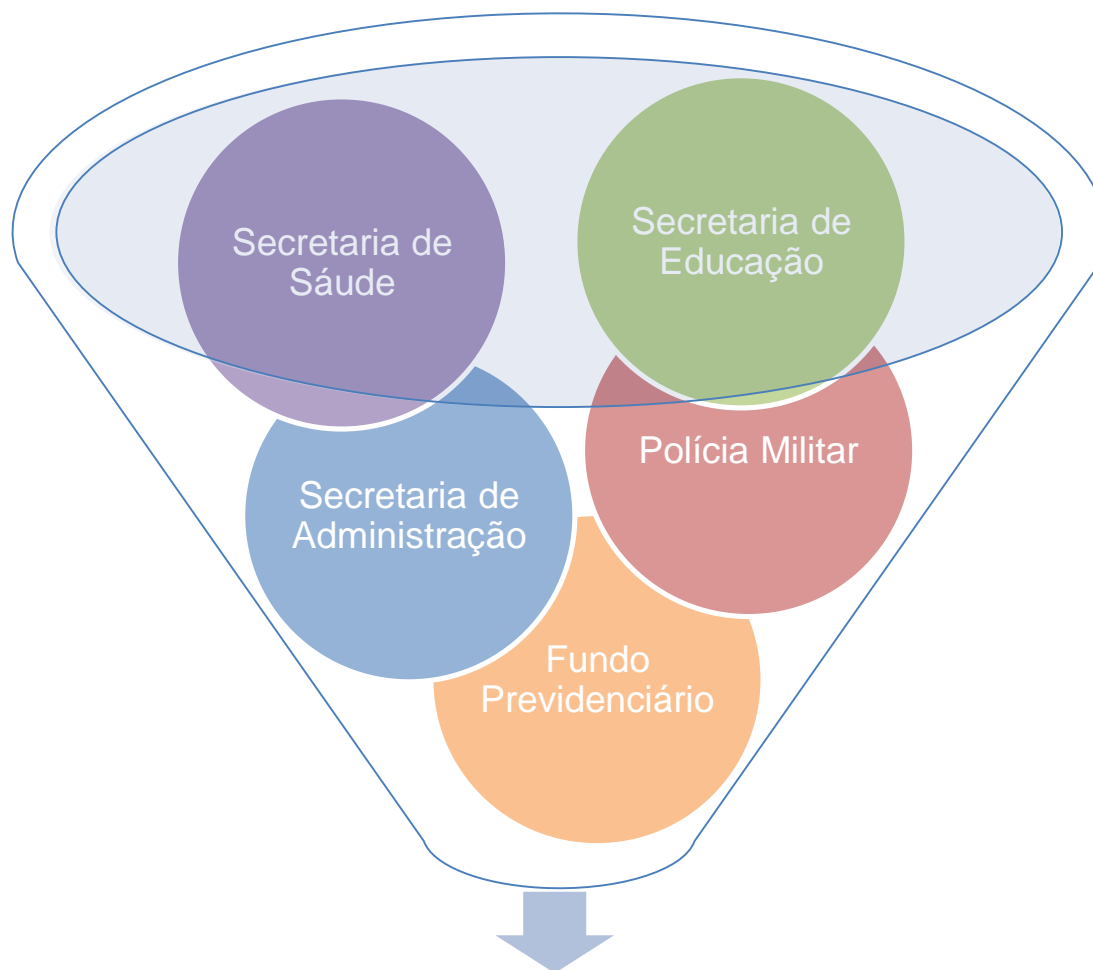 Secretaria de
Sáude
Secretaria de
Educação
Polícia Militar
Secretaria de
Administração
Fundo
Previdenciário